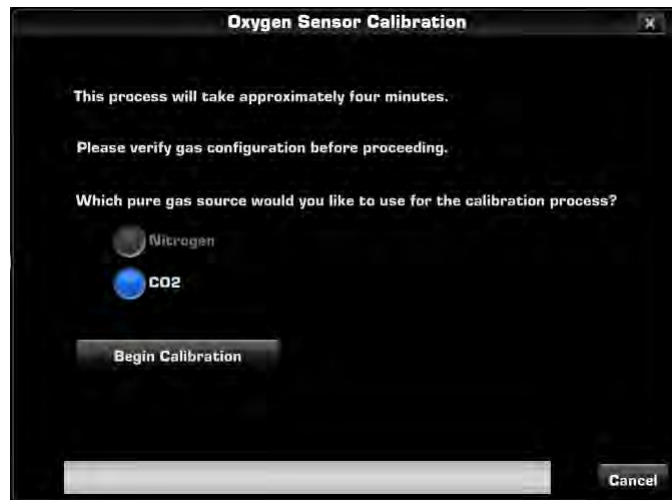 Oxygen Sensor Calibration
X
This process will take approximately four minutes.
Please verify gas configuration before proceeding.
Which pure gas source would you like to use for the calibration process?
Nitrogen
CO2
Begin Calibration
Cancel